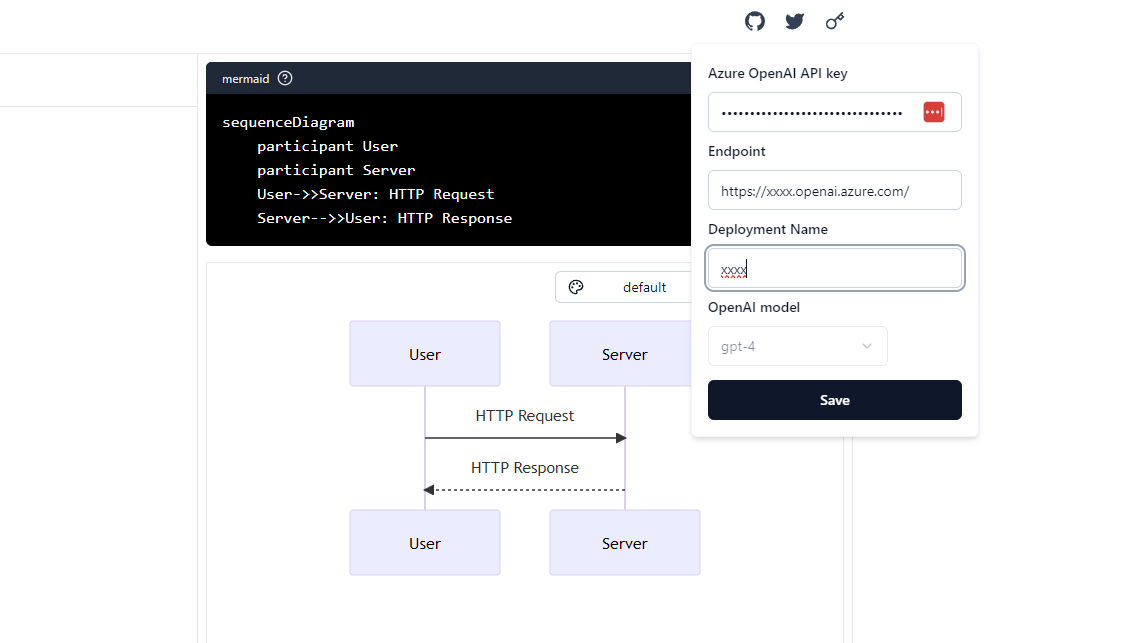 mermaid
sequenceDiagram
    participant User
    participant Server
    User->>Server: HTTP Request
    Server-->>User: HTTP Response
default
User
Server
HTTP Request
HTTP Response
User
Server
Azure OpenAI API key
••••••••••••••••••••••••••••••••
Endpoint
https://xxxx.openai.azure.com/
Deployment Name
xxxx
OpenAI model
gpt-4
Save